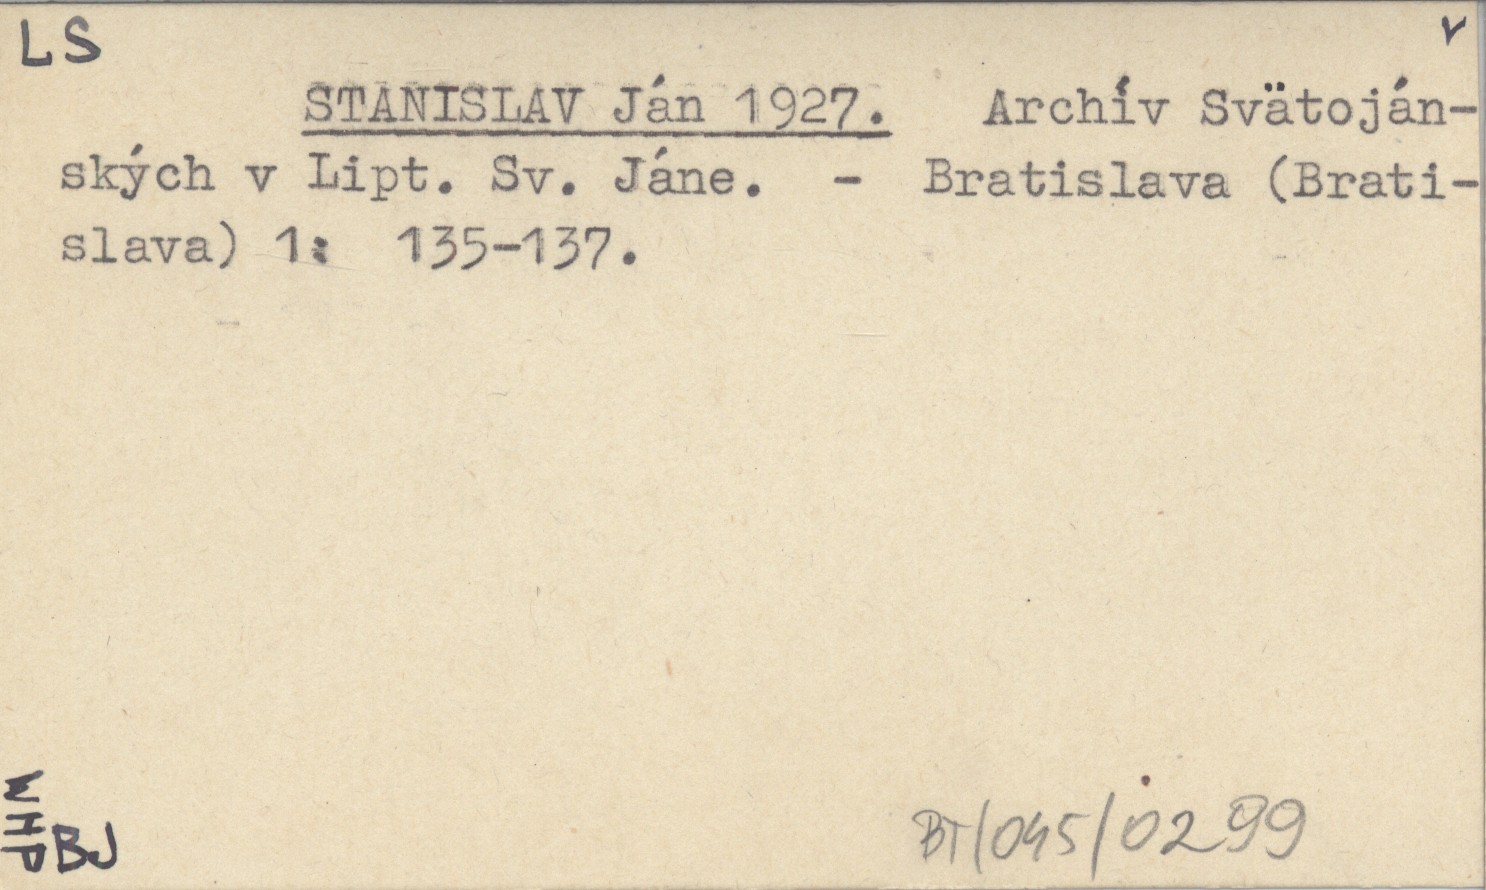 LS
v
STANISLAV Ján 1927. Archív Svätoján-
ských v Lipt. Sv. Jáne. - Bratislava (Brati-
slava) 1: 135-137.
BJ
BT/045/0299